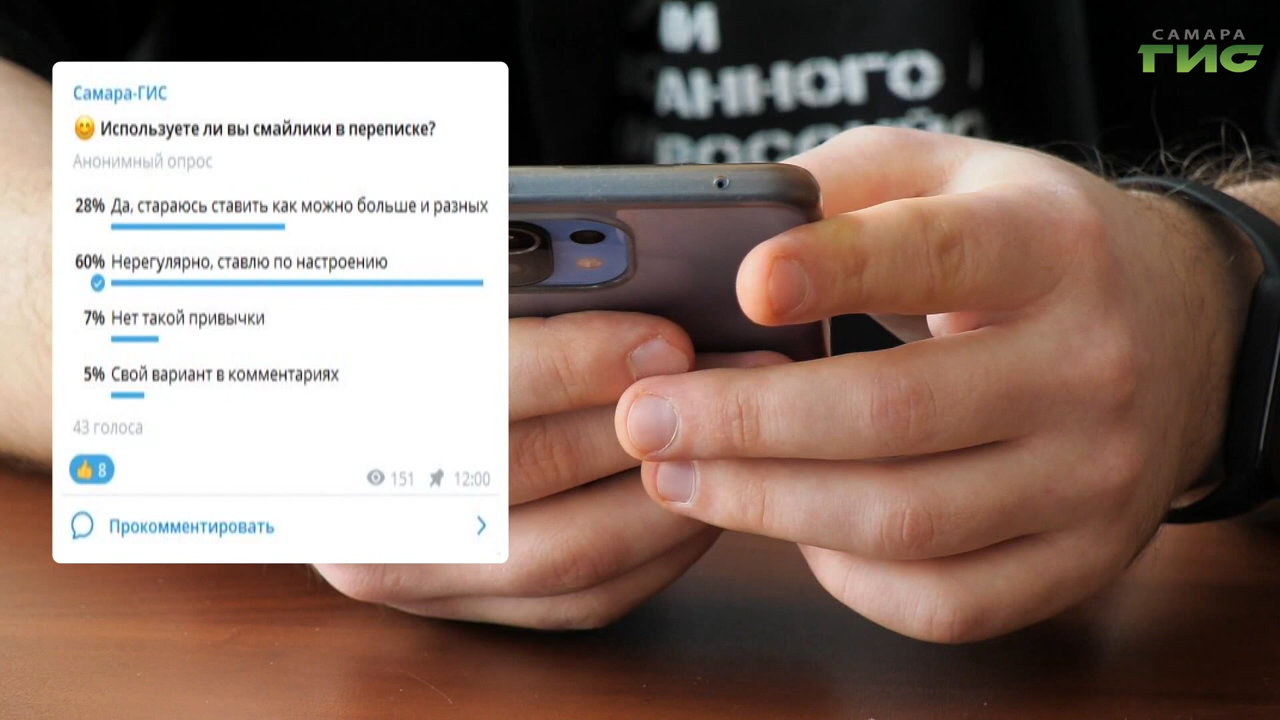 САМАРА
ГИС
И
АННОГО
Самара-ГИС
😊 Используете ли вы смайлики в переписке?
Анонимный опрос
28% Да, стараюсь ставить как можно больше и разных
60% Нерегулярно, ставлю по настроению
7% Нет такой привычки
5% Свой вариант в комментариях
43 голоса
👍 8
151 12:00
Прокомментировать